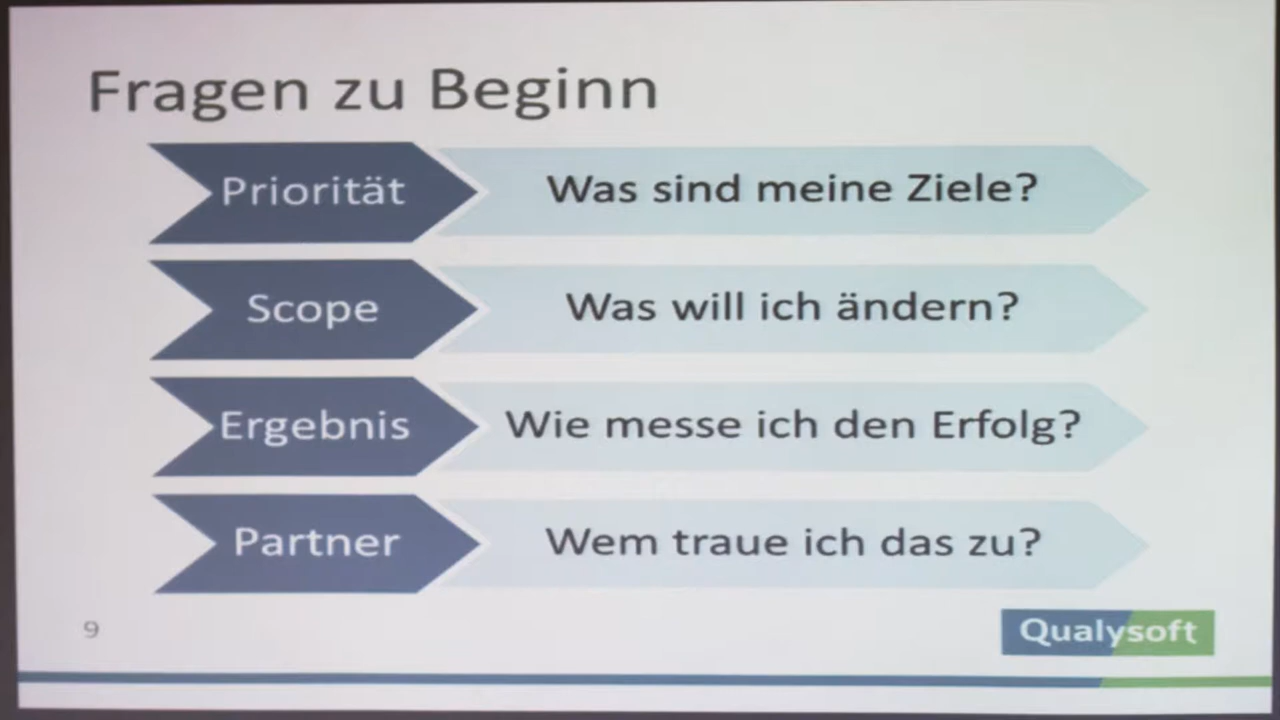 Fragen zu Beginn
Priorität
Was sind meine Ziele?
Scope
Was will ich ändern?
Ergebnis
Wie messe ich den Erfolg?
Partner
Wem traue ich das zu?
9
Qualysoft